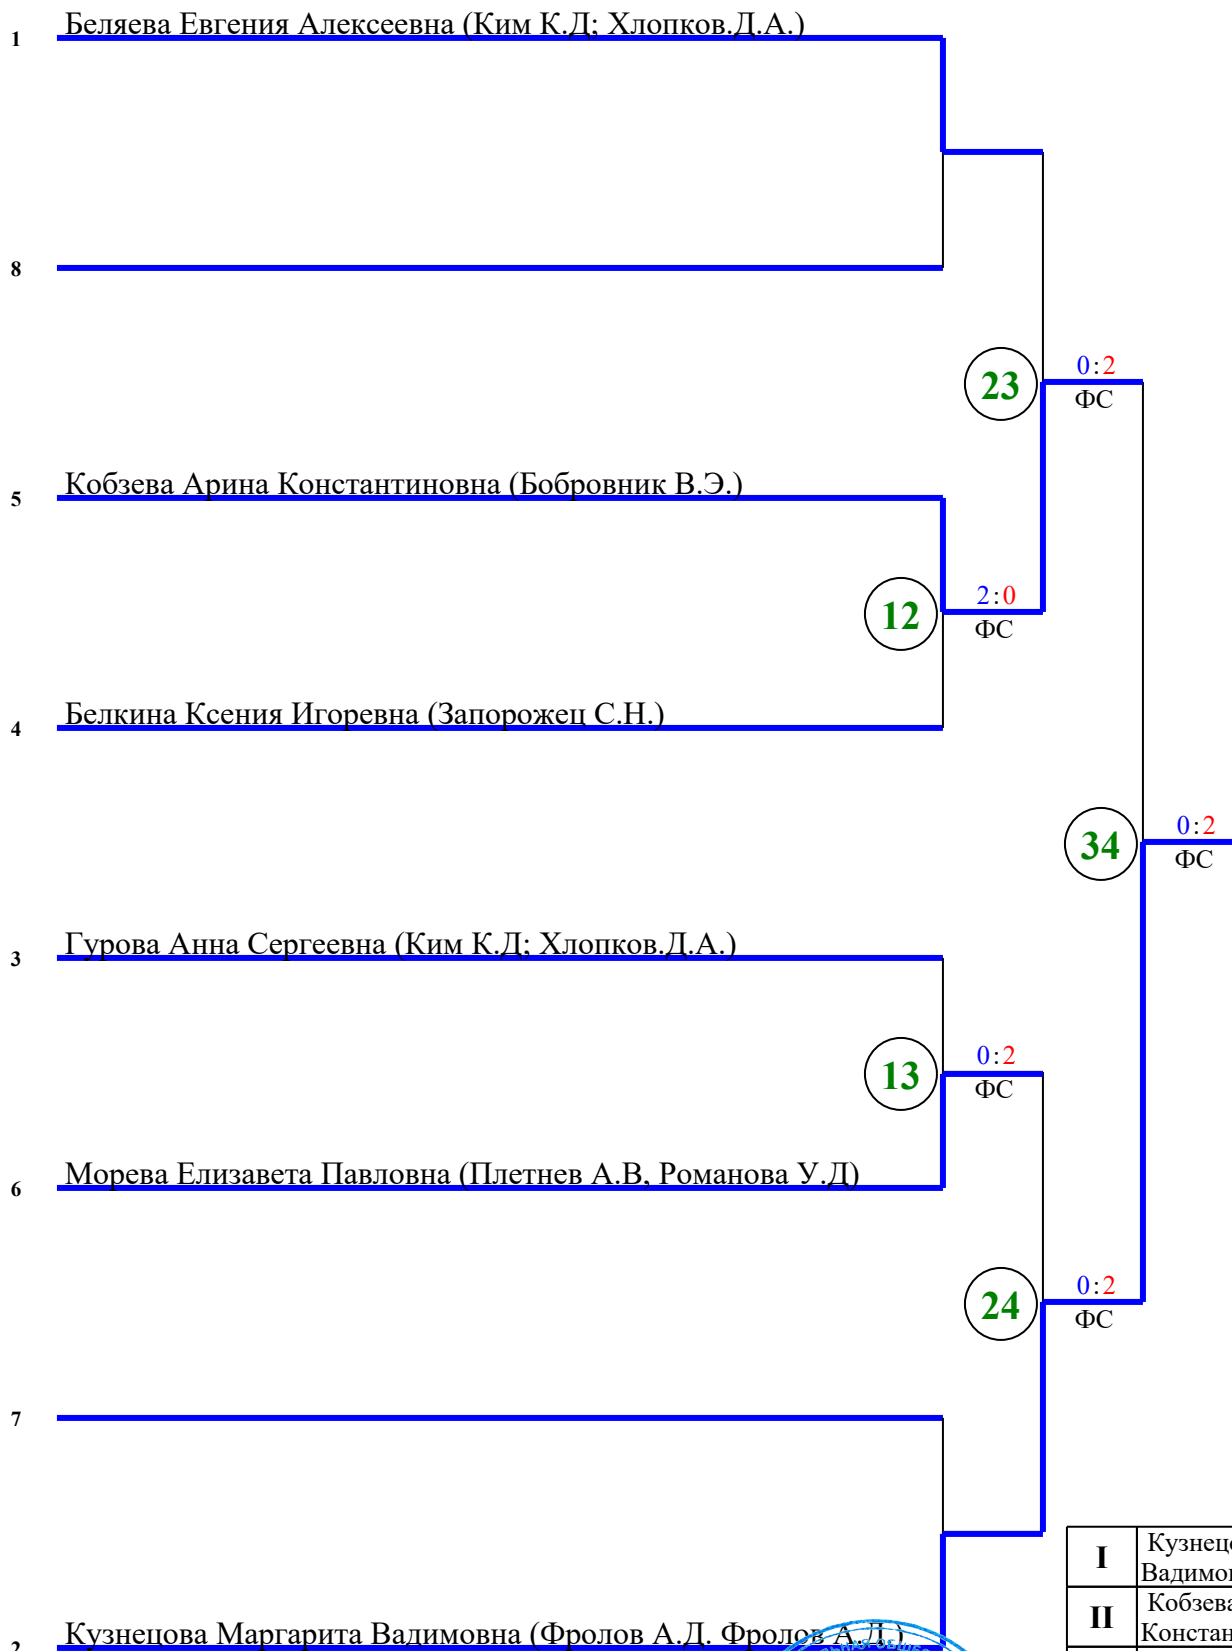 1 Беляева Евгения Алексеевна (Ким К.Д; Хлопков.Д.А.)
8
23
0:2
ФС
5 Кобзева Арина Константиновна (Бобровник В.Э.)
12
2:0
ФС
4 Белкина Ксения Игоревна (Запорожец С.Н.)
34
0:2
ФС
3 Гурова Анна Сергеевна (Ким К.Д; Хлопков.Д.А.)
13
0:2
ФС
6 Морева Елизавета Павловна (Плетнев А.В, Романова У.Д)
24
0:2
ФС
7
I
II
2 Кузнецова Маргарита Вадимовна (Фролов А.Д. Фролов А.Д.)